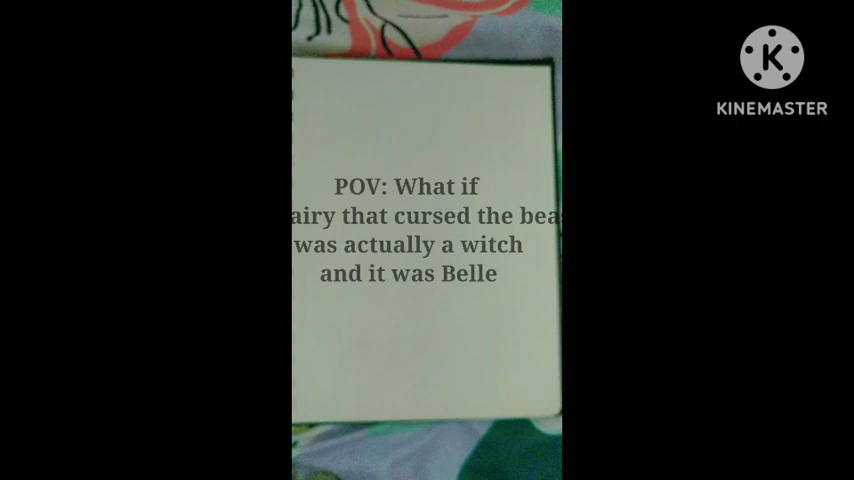 POV: What if
airy that cursed the bea
was actually a witch
and it was Belle
KINEMASTER